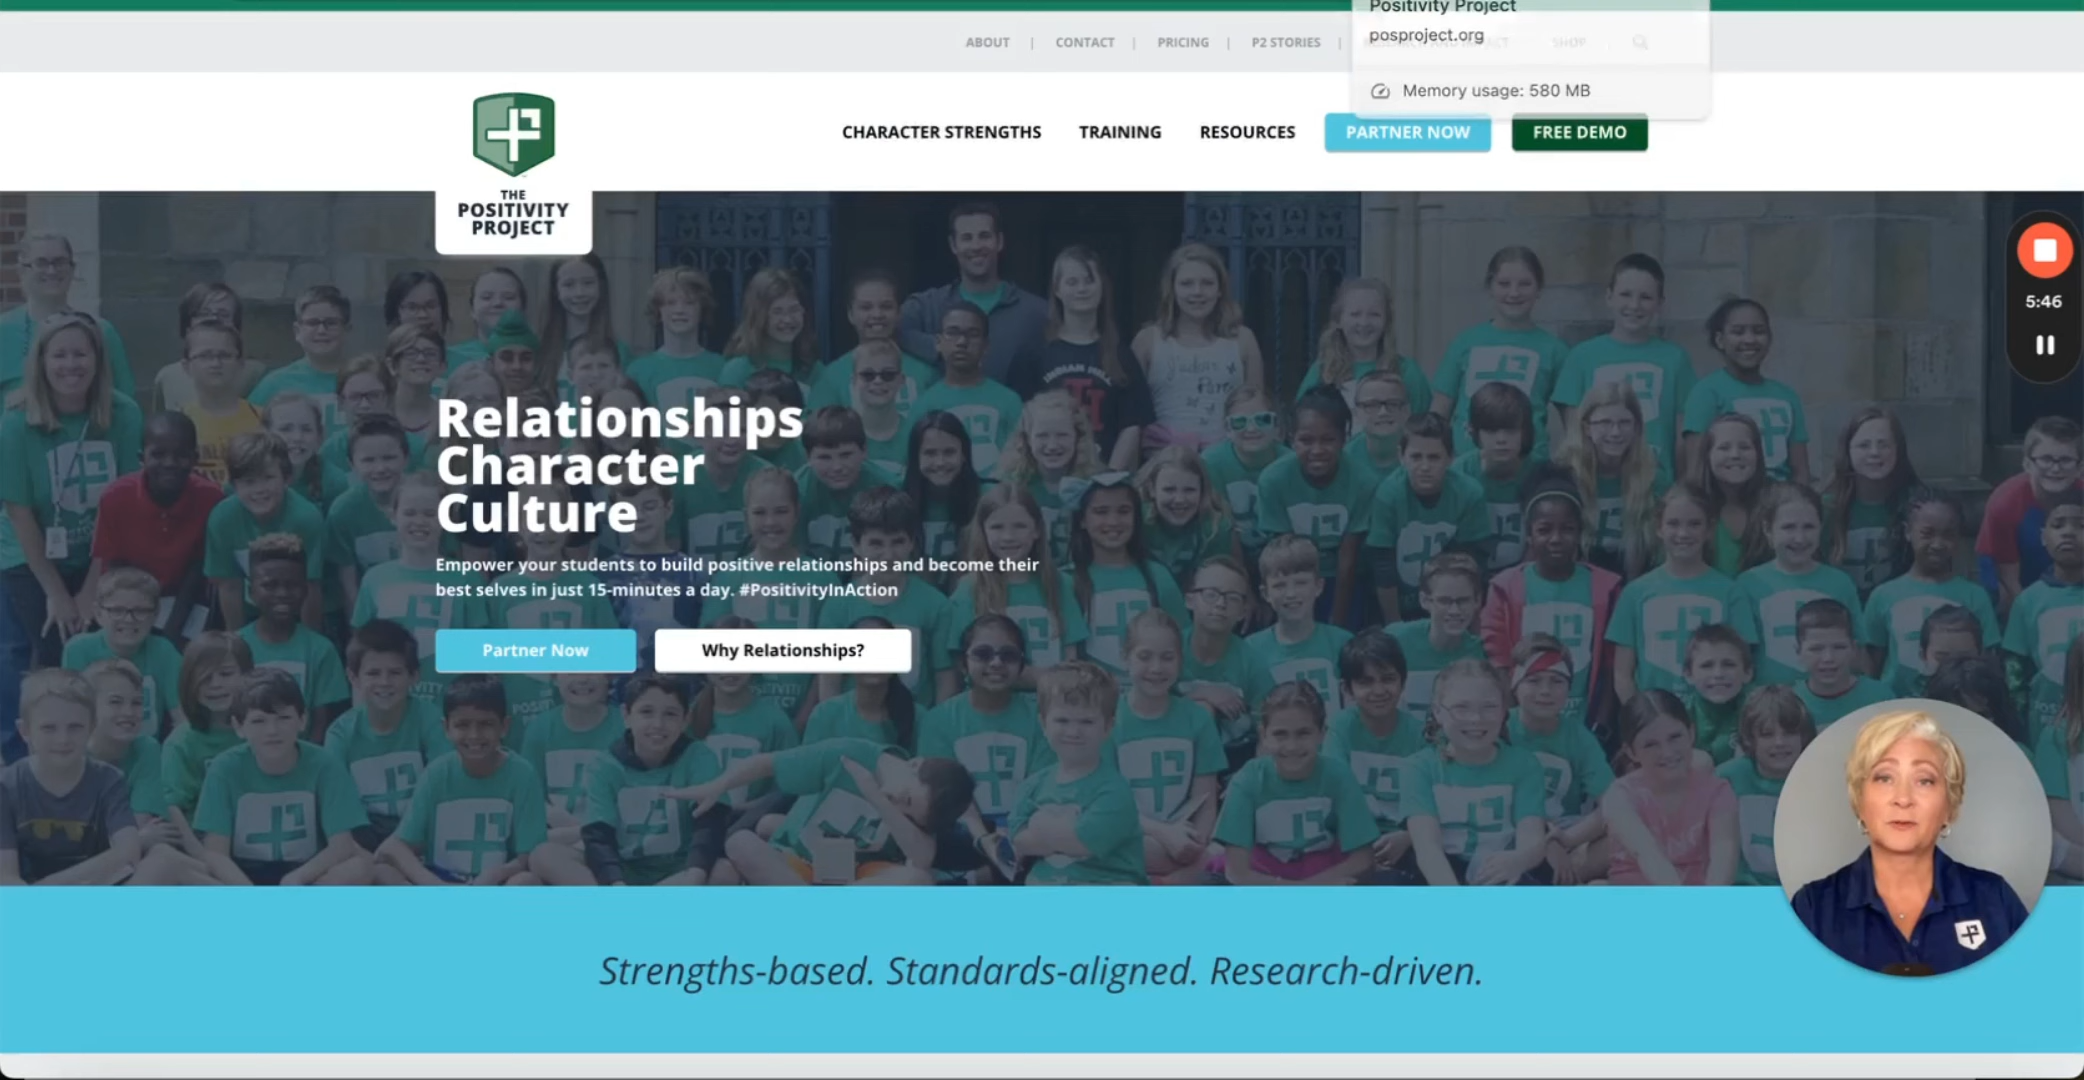 Positivity Project
posproject.org
Memory usage: 580 MB
ABOUT | CONTACT | PRICING | P2 STORIES | RESEARCH AND IMPACT SHOP
CHARACTER STRENGTHS TRAINING RESOURCES PARTNER NOW FREE DEMO
THE
POSITIVITY
PROJECT
5:46
Relationships
Character
Culture
Empower your students to build positive relationships and become their
best selves in just 15-minutes a day. #PositivityInAction
Partner Now Why Relationships?
Strengths-based. Standards-aligned. Research-driven.